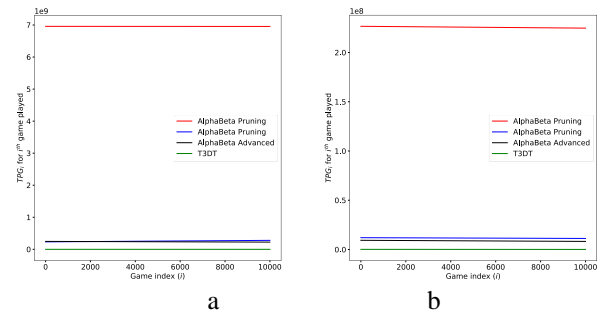 1e9
7
6
5
4
3
2
1
0
TPG_i for i^th game played
AlphaBeta Pruning
AlphaBeta Pruning
AlphaBeta Advanced
T3DT
0 2000 4000 6000 8000 10000
Game index (i)
a
1e8
2.0
1.5
1.0
0.5
0.0
TPG_i for i^th game played
AlphaBeta Pruning
AlphaBeta Pruning
AlphaBeta Advanced
T3DT
0 2000 4000 6000 8000 10000
Game index (i)
b